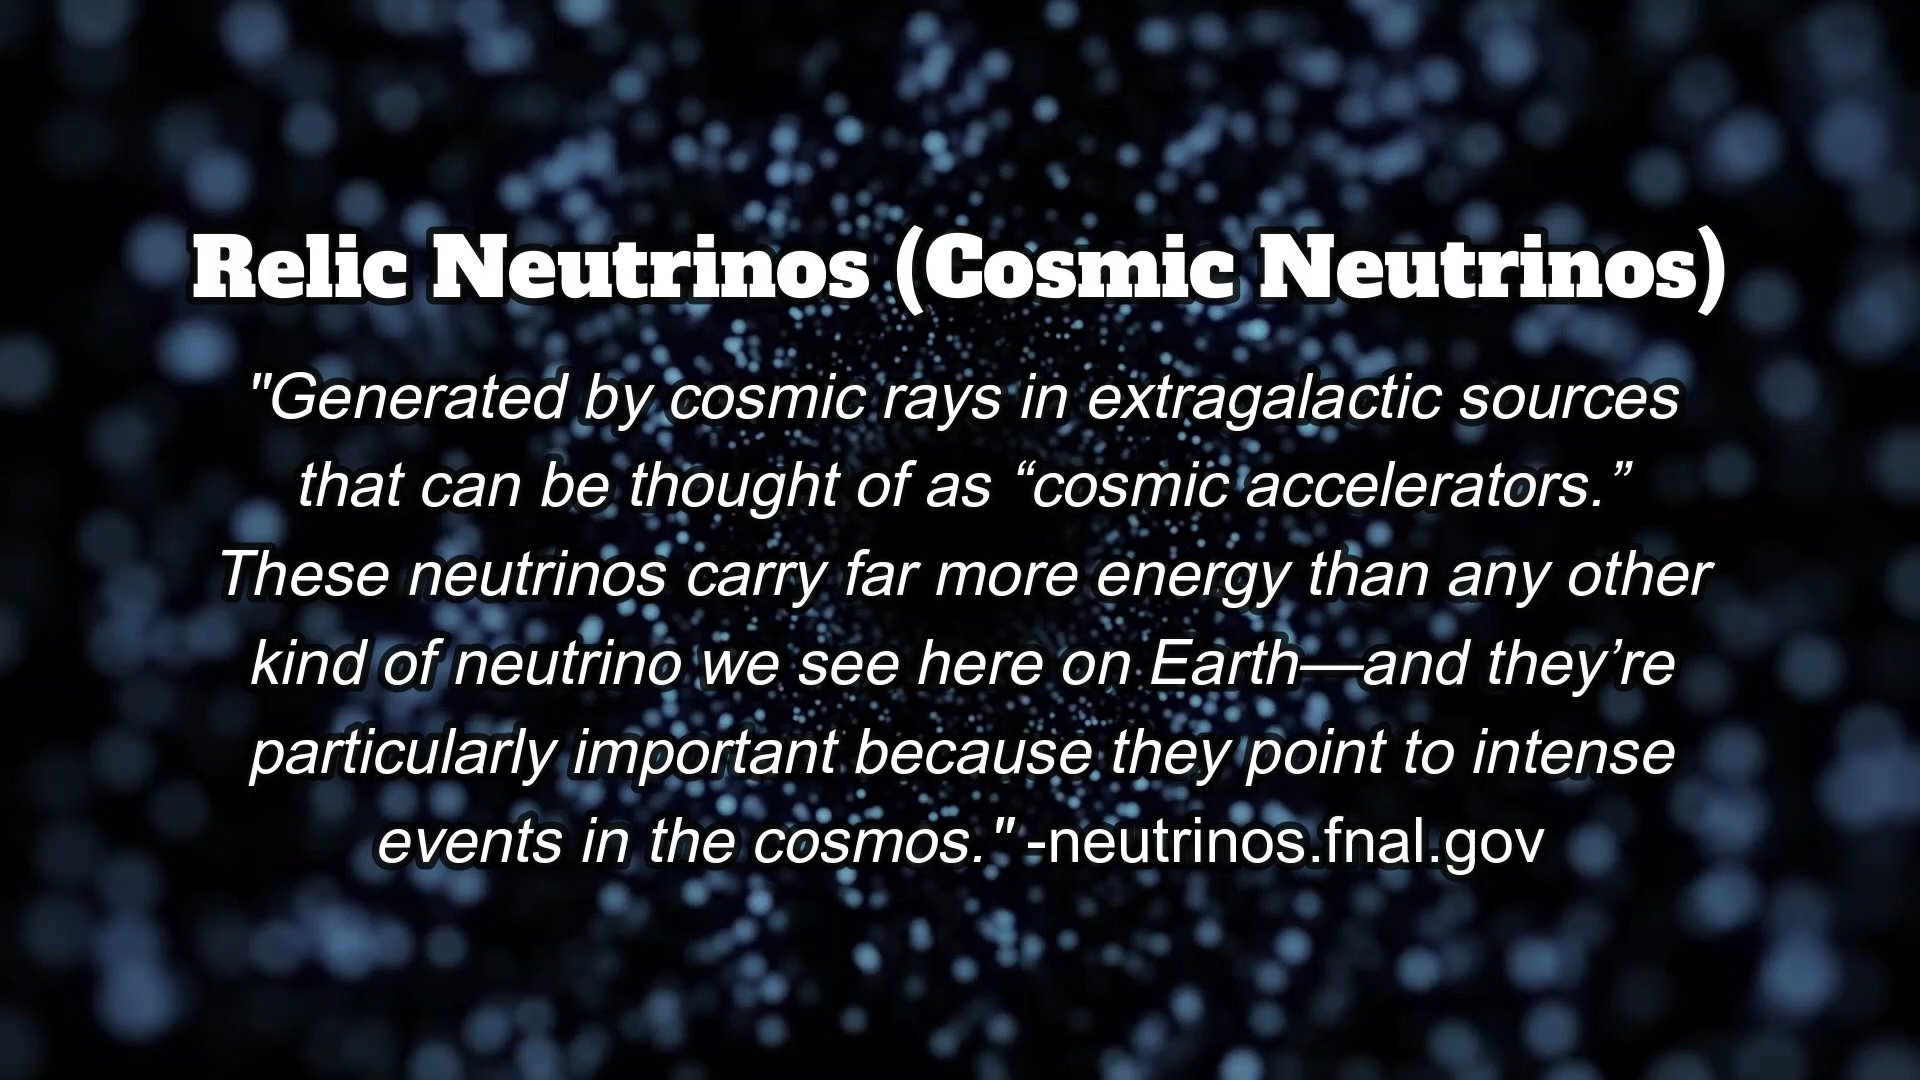 Relic Neutrinos (Cosmic Neutrinos)
"Generated by cosmic rays in extragalactic sources
that can be thought of as “cosmic accelerators.”
These neutrinos carry far more energy than any other
kind of neutrino we see here on Earth—and they’re
particularly important because they point to intense
events in the cosmos." -neutrinos.fnal.gov